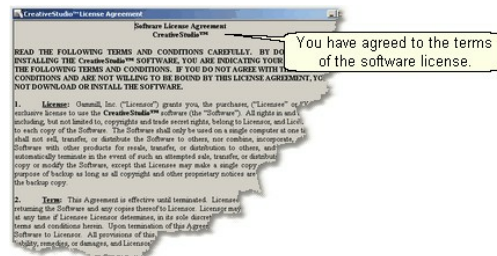 CreativeStudio™ License Agreement
Software License Agreement
CreativeStudio™
You have agreed to the terms
of the software license.
READ THE FOLLOWING TERMS AND CONDITIONS CAREFULLY. BY DO
INSTALLING THE CreativeStudio™ SOFTWARE, YOU ARE INDICATING YOUR
THE FOLLOWING TERMS AND CONDITIONS. IF YOU DO NOT AGREE WITH
CONDITIONS AND ARE NOT WILLING TO BE BOUND BY THIS LICENSE AGREEMENT, YO
NOT DOWNLOAD OR INSTALL THE SOFTWARE.
1. License: Gammill, Inc. ("Licensor") grants you, the purchaser, ("Licensee" or
exclusive license to use the CreativeStudio™ software (the "Software"). All rights in and
including, but not limited to, copyrights and trade secret rights, belong to Licensor, and
to each copy of the Software. The Software shall only be used on a single computer at one
shall not sell, transfer, or distribute the Software to others, nor combine, incorporate,
Software with other products for resale, transfer, or distribution to others, and
automatically terminate in the event of such an attempted sale, transfer, or
copy or modify the Software, except that Licensee may make a single copy
purpose of backup as long as all copyright and other proprietary notices are
the backup copy.
2. Term: This Agreement is effective until terminated. Licensee
returning the Software and any copies thereof to Licensor. Licensor may
at any time if Licensee Licensor determines, in its sole
terms and conditions herein. Upon termination of this
Software to Licensor. All provisions of this
liability, remedies, or damages, and